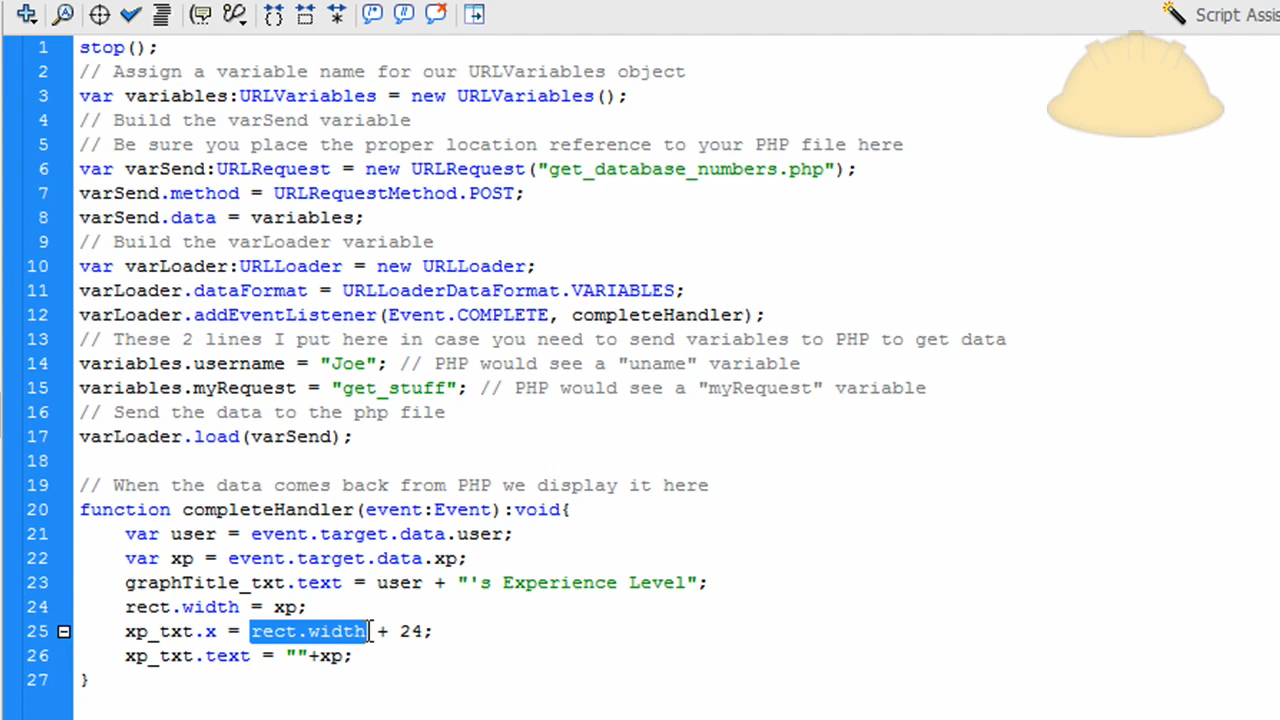 Script Assis
1 stop();
2 // Assign a variable name for our URLVariables object
3 var variables:URLVariables = new URLVariables();
4 // Build the varSend variable
5 // Be sure you place the proper location reference to your PHP file here
6 var varSend:URLRequest = new URLRequest("get_database_numbers.php");
7 varSend.method = URLRequestMethod.POST;
8 varSend.data = variables;
9 // Build the varLoader variable
10 var varLoader:URLLoader = new URLLoader;
11 varLoader.dataFormat = URLLoaderDataFormat.VARIABLES;
12 varLoader.addEventListener(Event.COMPLETE, completeHandler);
13 // These 2 lines I put here in case you need to send variables to PHP to get data
14 variables.username = "Joe"; // PHP would see a "uname" variable
15 variables.myRequest = "get_stuff"; // PHP would see a "myRequest" variable
16 // Send the data to the php file
17 varLoader.load(varSend);
18
19 // When the data comes back from PHP we display it here
20 function completeHandler(event:Event):void{
21 var user = event.target.data.user;
22 var xp = event.target.data.xp;
23 graphTitle_txt.text = user + "'s Experience Level";
24 rect.width = xp;
25 xp_txt.x = rect.width + 24;
26 xp_txt.text = ""+xp;
27 }